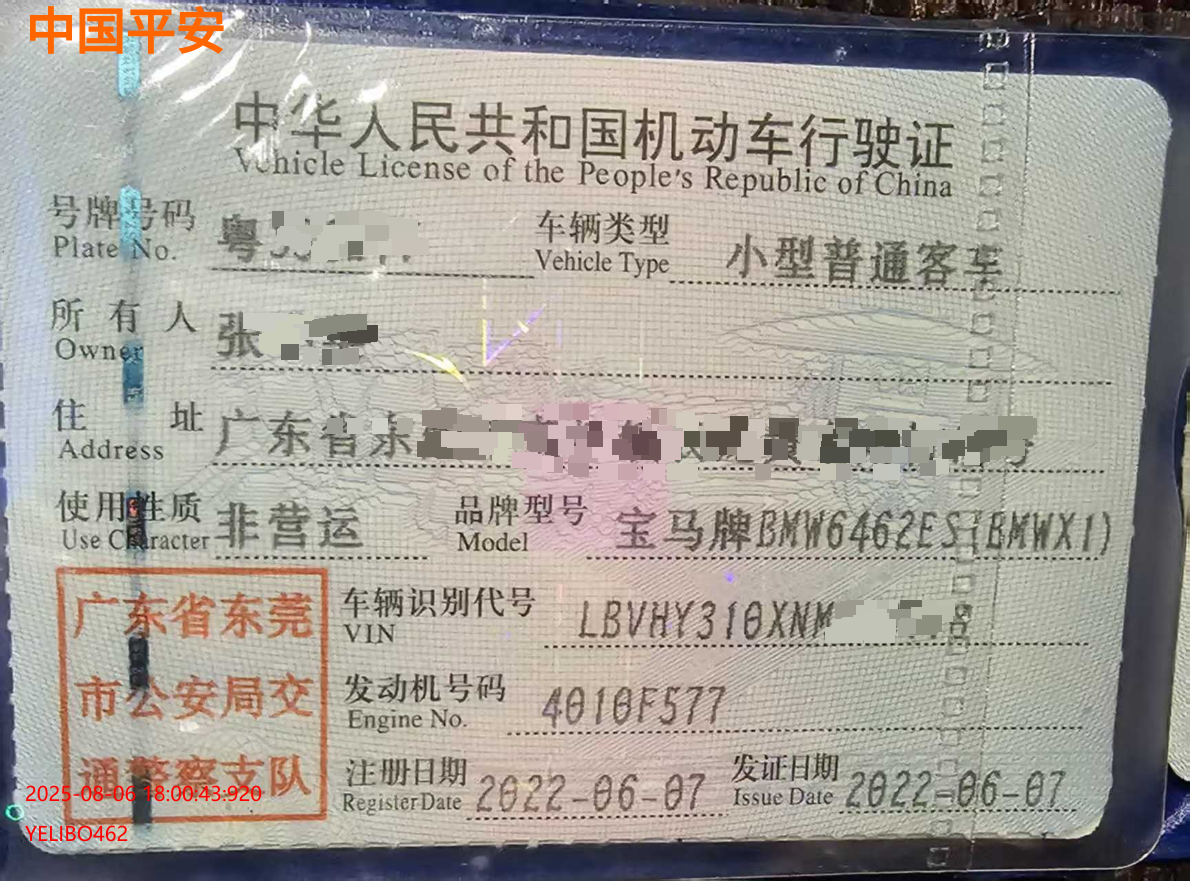 中国平安
中华人民共和国机动车行驶证
Vehicle License of the People's Republic of China
号牌号码 粤 车辆类型 小型普通客车
Plate No. Vehicle Type
所有人 张
Owner
住址 广东省东
Address
使用性质 非营运 品牌型号 宝马牌BMW6462ES(BMWX1)
Use Character Model
广东省东莞
市公安局交
通警察支队
车辆识别代号 LBVHY310XNM
VIN
发动机号码 4010F577
Engine No.
注册日期 2022-06-07 发证日期 2022-06-07
Register Date Issue Date
2025-08-06 18:00:43:920
YELIBO462